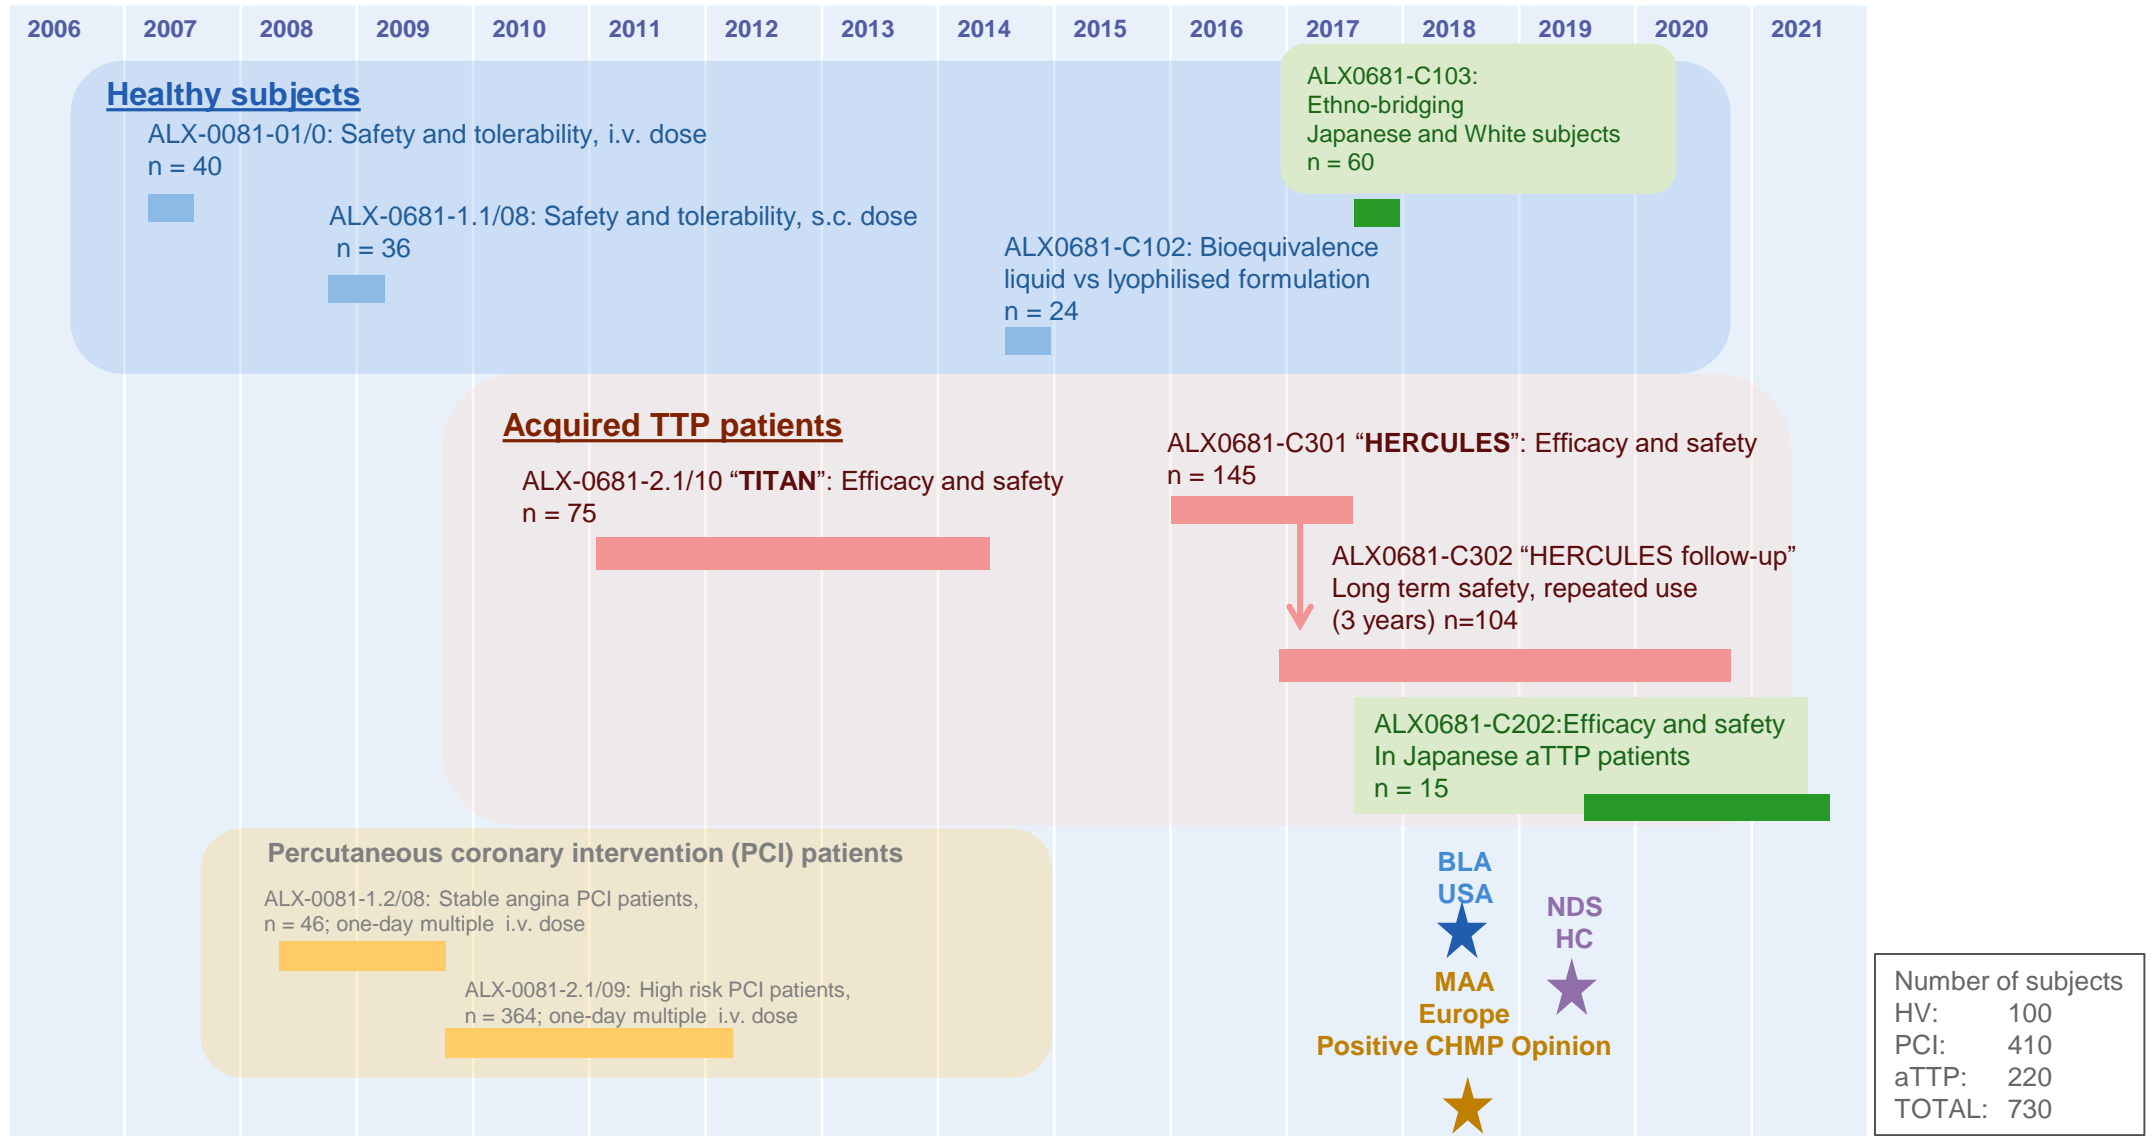 2006 2007 2008 2009 2010 2011 2012 2013 2014 2015 2016 2017 2018 2019 2020 2021
Healthy subjects
ALX-0081-01/0: Safety and tolerability, i.v. dose
n = 40
ALX-0681-1.1/08: Safety and tolerability, s.c. dose
n = 36
ALX0681-C102: Bioequivalence
liquid vs lyophilised formulation
n = 24
ALX0681-C103:
Ethno-bridging
Japanese and White subjects
n = 60
Acquired TTP patients
ALX-0681-2.1/10 “TITAN”: Efficacy and safety
n = 75
ALX0681-C301 “HERCULES”: Efficacy and safety
n = 145
ALX0681-C302 “HERCULES follow-up”
Long term safety, repeated use
(3 years) n=104
ALX0681-C202:Efficacy and safety
In Japanese aTTP patients
n = 15
Percutaneous coronary intervention (PCI) patients
ALX-0081-1.2/08: Stable angina PCI patients,
n = 46; one-day multiple i.v. dose
ALX-0081-2.1/09: High risk PCI patients,
n = 364; one-day multiple i.v. dose
BLA
USA
NDS
HC
MAA
Europe
Positive CHMP Opinion
Number of subjects
HV: 100
PCI: 410
aTTP: 220
TOTAL: 730